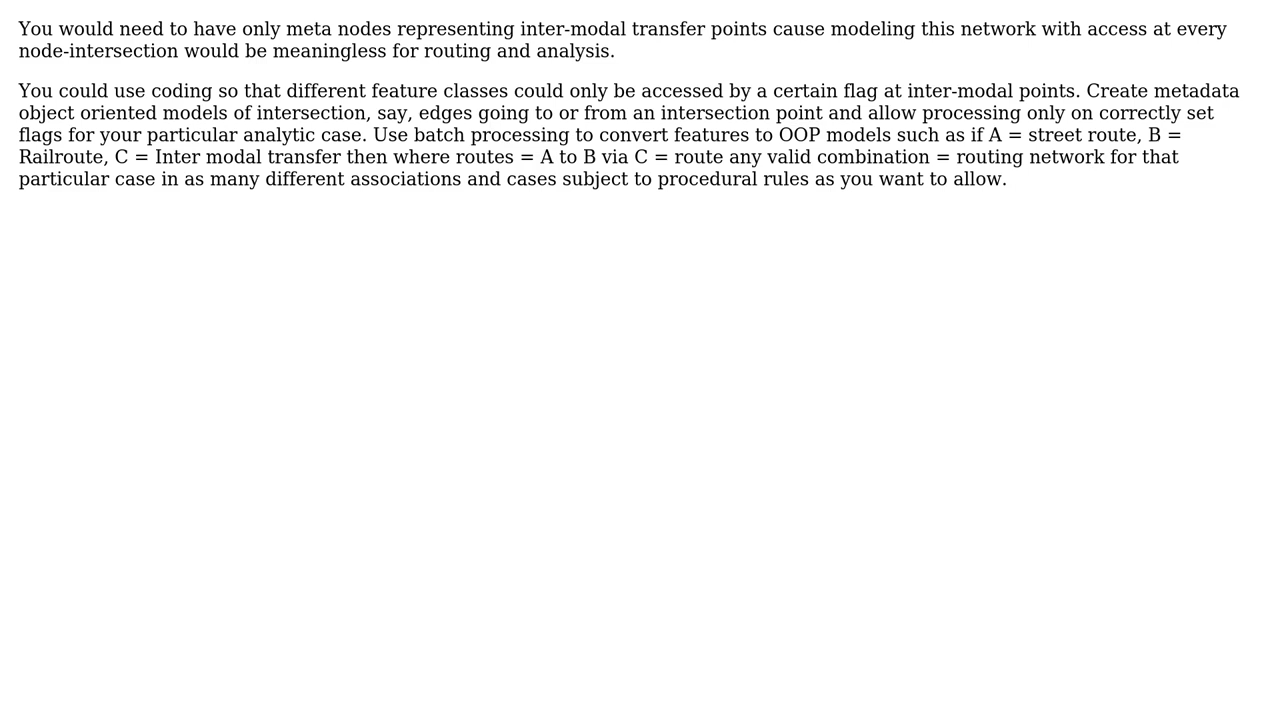 You would need to have only meta nodes representing inter-modal transfer points cause modeling this network with access at every
node-intersection would be meaningless for routing and analysis.
You could use coding so that different feature classes could only be accessed by a certain flag at inter-modal points. Create metadata
object oriented models of intersection, say, edges going to or from an intersection point and allow processing only on correctly set
flags for your particular analytic case. Use batch processing to convert features to OOP models such as if A = street route, B =
Railroute, C = Inter modal transfer then where routes = A to B via C = route any valid combination = routing network for that
particular case in as many different associations and cases subject to procedural rules as you want to allow.